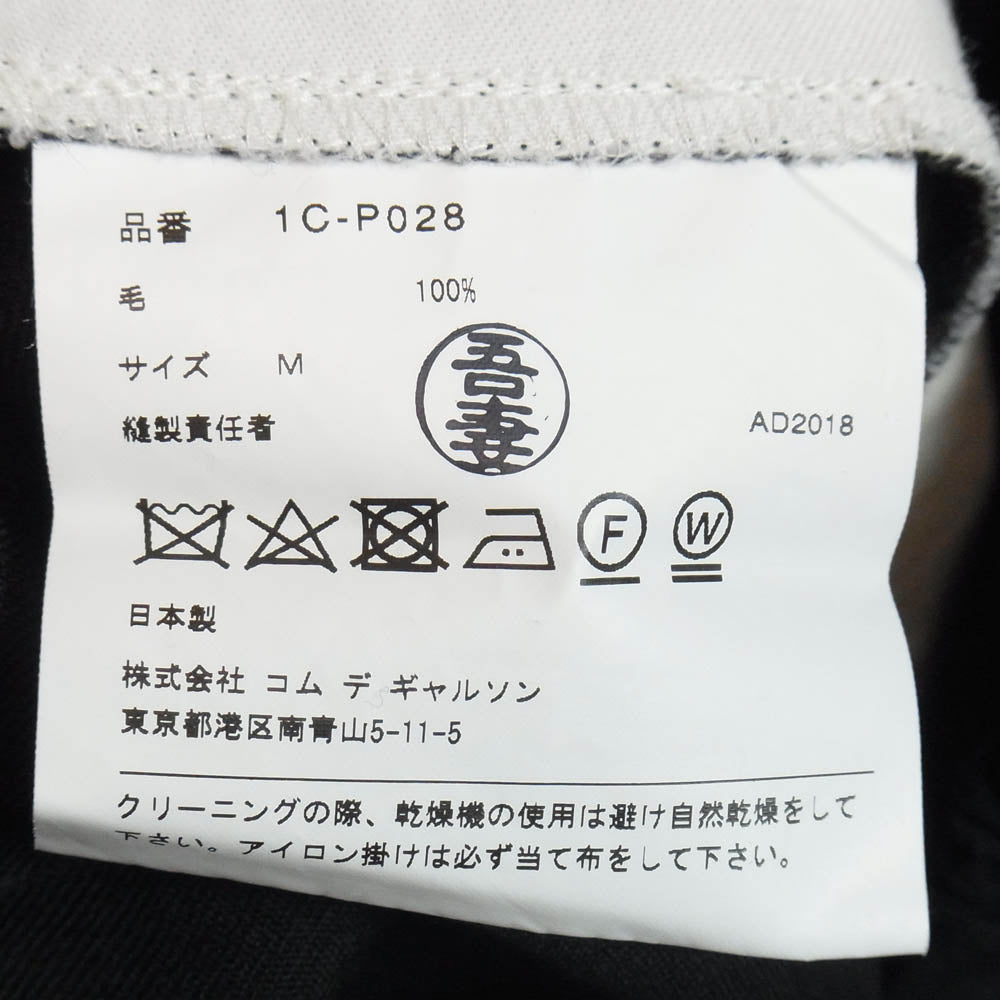 品番 1C-P028
毛 100%
サイズ M
吾妻
縫製責任者 AD2018
F W
日本製
株式会社 コム デ ギャルソン
東京都港区南青山5-11-5
クリーニングの際、乾燥機の使用は避け自然乾燥をして
下さい。アイロン掛けは必ず当て布をして下さい。